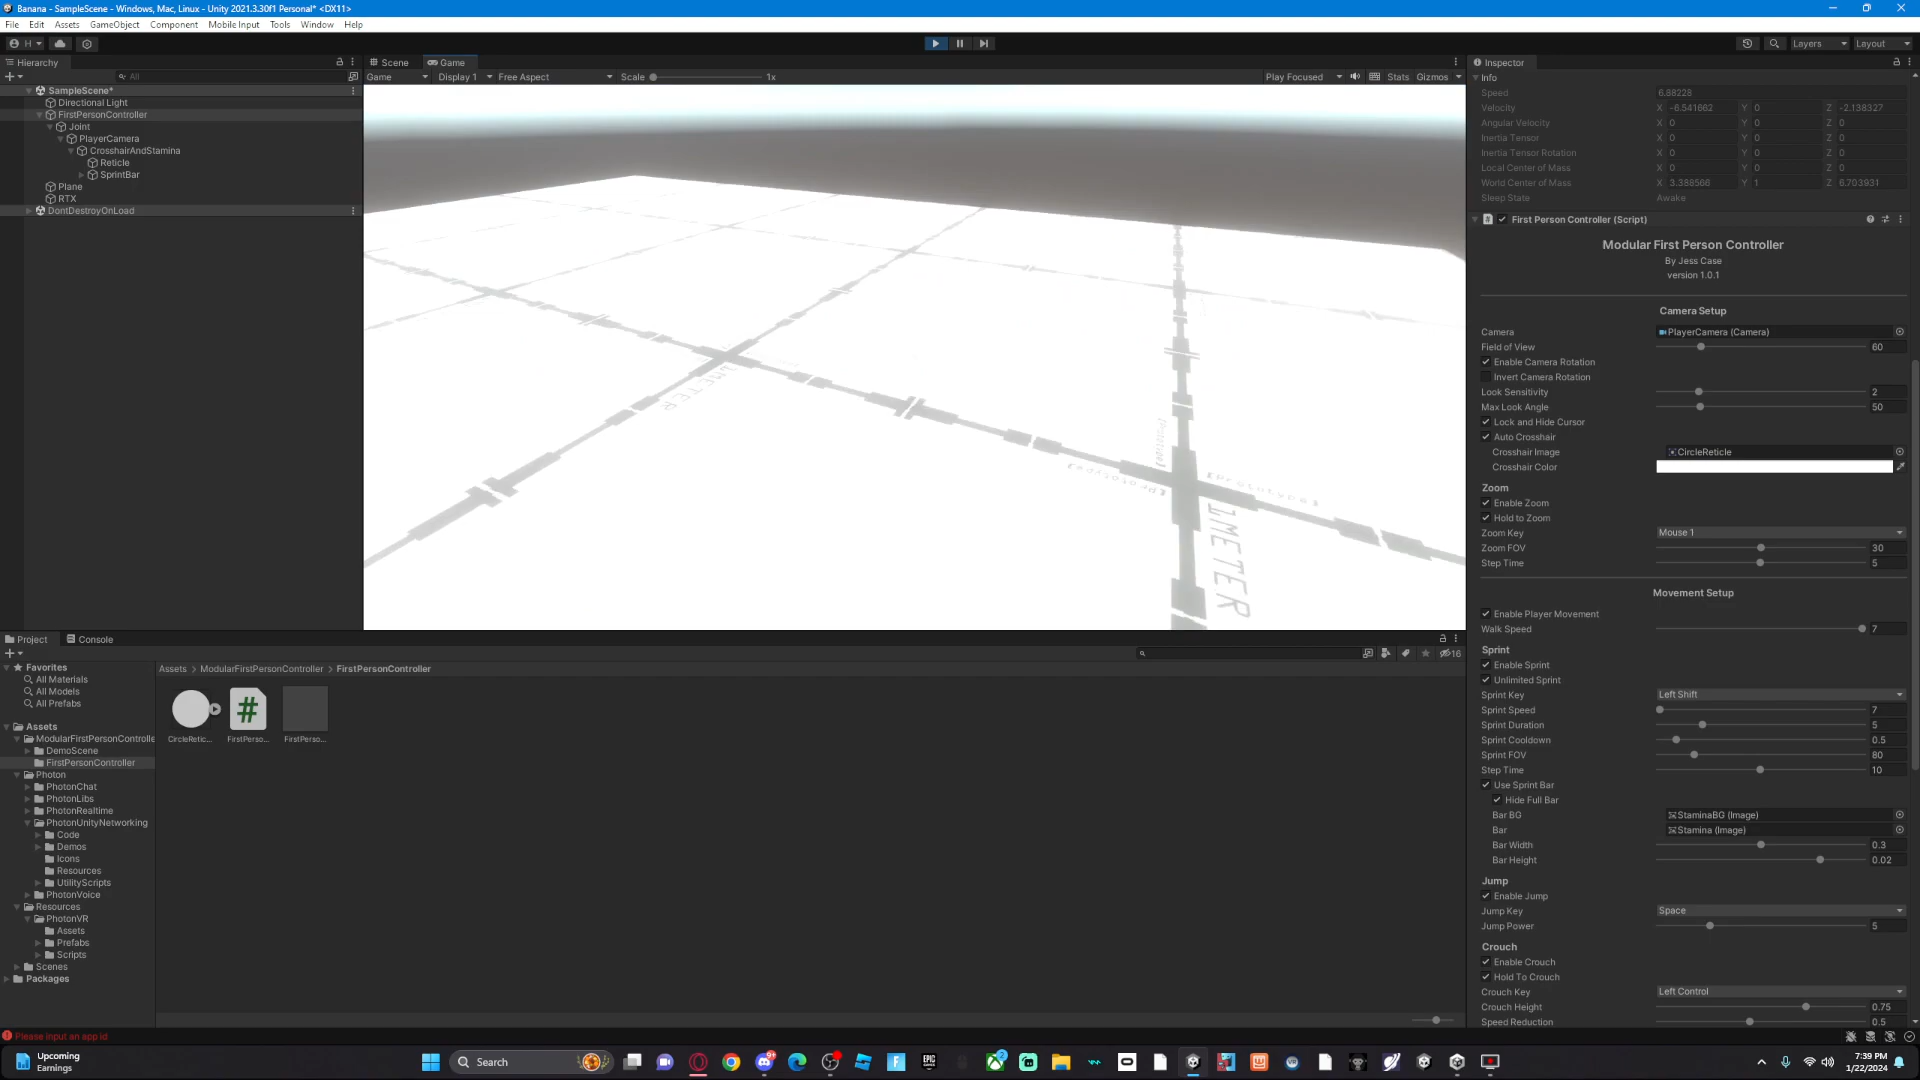 Banana - SampleScene - Windows, Mac, Linux - Unity 2021.3.30f1 Personal* <DX11>
File Edit Assets GameObject Component Mobile Input Tools Window Help
H Layers Layout
Hierarchy
All
SampleScene*
Directional Light
FirstPersonController
Joint
PlayerCamera
CrosshairAndStamina
Reticle
SprintBar
Plane
RTX
DontDestroyOnLoad
Scene Game
Game Display 1 Free Aspect Scale 1x Play Focused Stats Gizmos
1METER
1METER
[Prototype]
[Prototype]
[Prototype]
Inspector
Info
Speed 6.88228
Velocity X -6.541662 Y 0 Z -2.138327
Angular Velocity X 0 Y 0 Z 0
Inertia Tensor X 0 Y 0 Z 0
Inertia Tensor Rotation X 0 Y 0 Z 0
Local Center of Mass X 0 Y 0 Z 0
World Center of Mass X 3.388566 Y 1 Z 6.703931
Sleep State Awake
First Person Controller (Script)
Modular First Person Controller
By Jess Case
version 1.0.1
Camera Setup
Camera PlayerCamera (Camera)
Field of View 60
Enable Camera Rotation
Invert Camera Rotation
Look Sensitivity 2
Max Look Angle 50
Lock and Hide Cursor
Auto Crosshair
Crosshair Image CircleReticle
Crosshair Color
Zoom
Enable Zoom
Hold to Zoom
Zoom Key Mouse 1
Zoom FOV 30
Step Time 5
Movement Setup
Enable Player Movement
Walk Speed 7
Sprint
Enable Sprint
Unlimited Sprint
Sprint Key Left Shift
Sprint Speed 7
Sprint Duration 5
Sprint Cooldown 0.5
Sprint FOV 80
Step Time 10
Use Sprint Bar
Hide Full Bar
Bar BG StaminaBG (Image)
Bar Stamina (Image)
Bar Width 0.3
Bar Height 0.02
Jump
Enable Jump
Jump Key Space
Jump Power 5
Crouch
Enable Crouch
Hold To Crouch
Crouch Key Left Control
Crouch Height 0.75
Speed Reduction 0.5
Project Console
16
Favorites
All Materials
All Models
All Prefabs
Assets
ModularFirstPersonControlle
DemoScene
FirstPersonController
Photon
PhotonChat
PhotonLibs
PhotonRealtime
PhotonUnityNetworking
Code
Demos
Icons
Resources
UtilityScripts
PhotonVoice
Resources
PhotonVR
Assets
Prefabs
Scripts
Scenes
Packages
Assets > ModularFirstPersonController > FirstPersonController
CircleRetic... FirstPerso... FirstPerso...
Please input an app id
Upcoming
Earnings
Search
EPIC
7:39 PM
1/22/2024